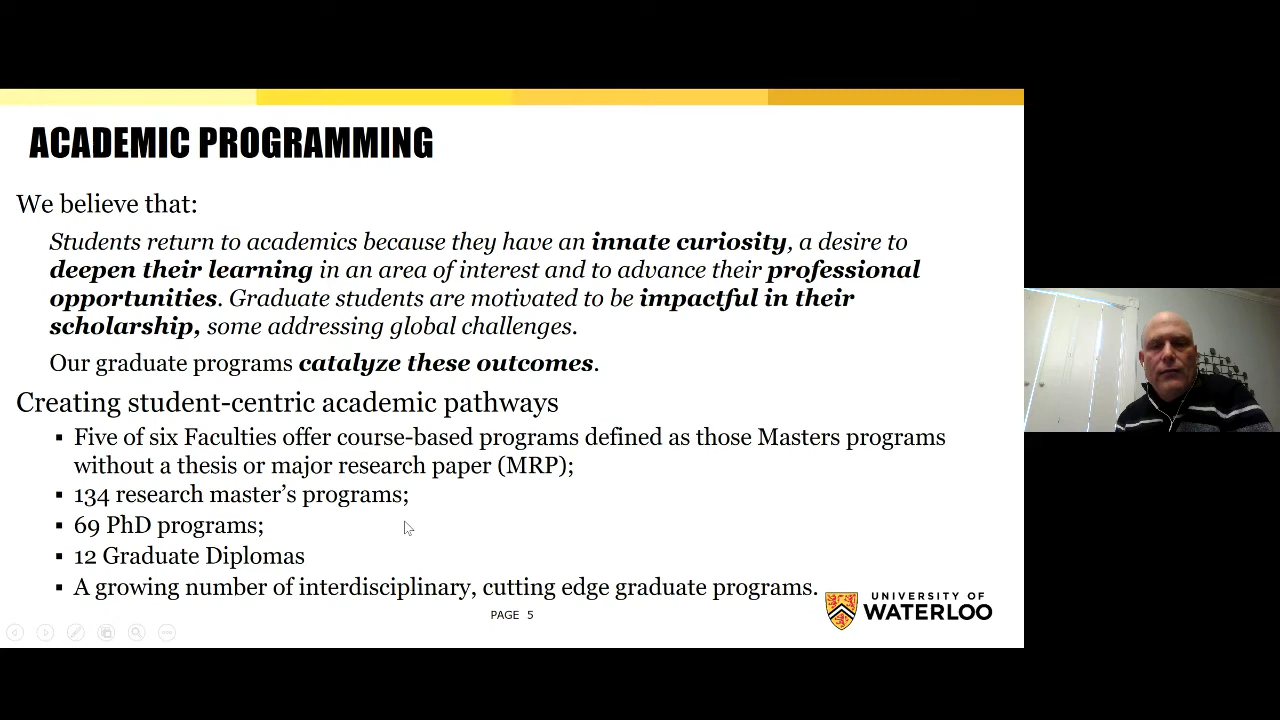 ACADEMIC PROGRAMMING
We believe that:
Students return to academics because they have an innate curiosity, a desire to
deepen their learning in an area of interest and to advance their professional
opportunities. Graduate students are motivated to be impactful in their
scholarship, some addressing global challenges.
Our graduate programs catalyze these outcomes.
Creating student-centric academic pathways
▪ Five of six Faculties offer course-based programs defined as those Masters programs
without a thesis or major research paper (MRP);
▪ 134 research master’s programs;
▪ 69 PhD programs;
▪ 12 Graduate Diplomas
▪ A growing number of interdisciplinary, cutting edge graduate programs.
PAGE 5
UNIVERSITY OF
WATERLOO